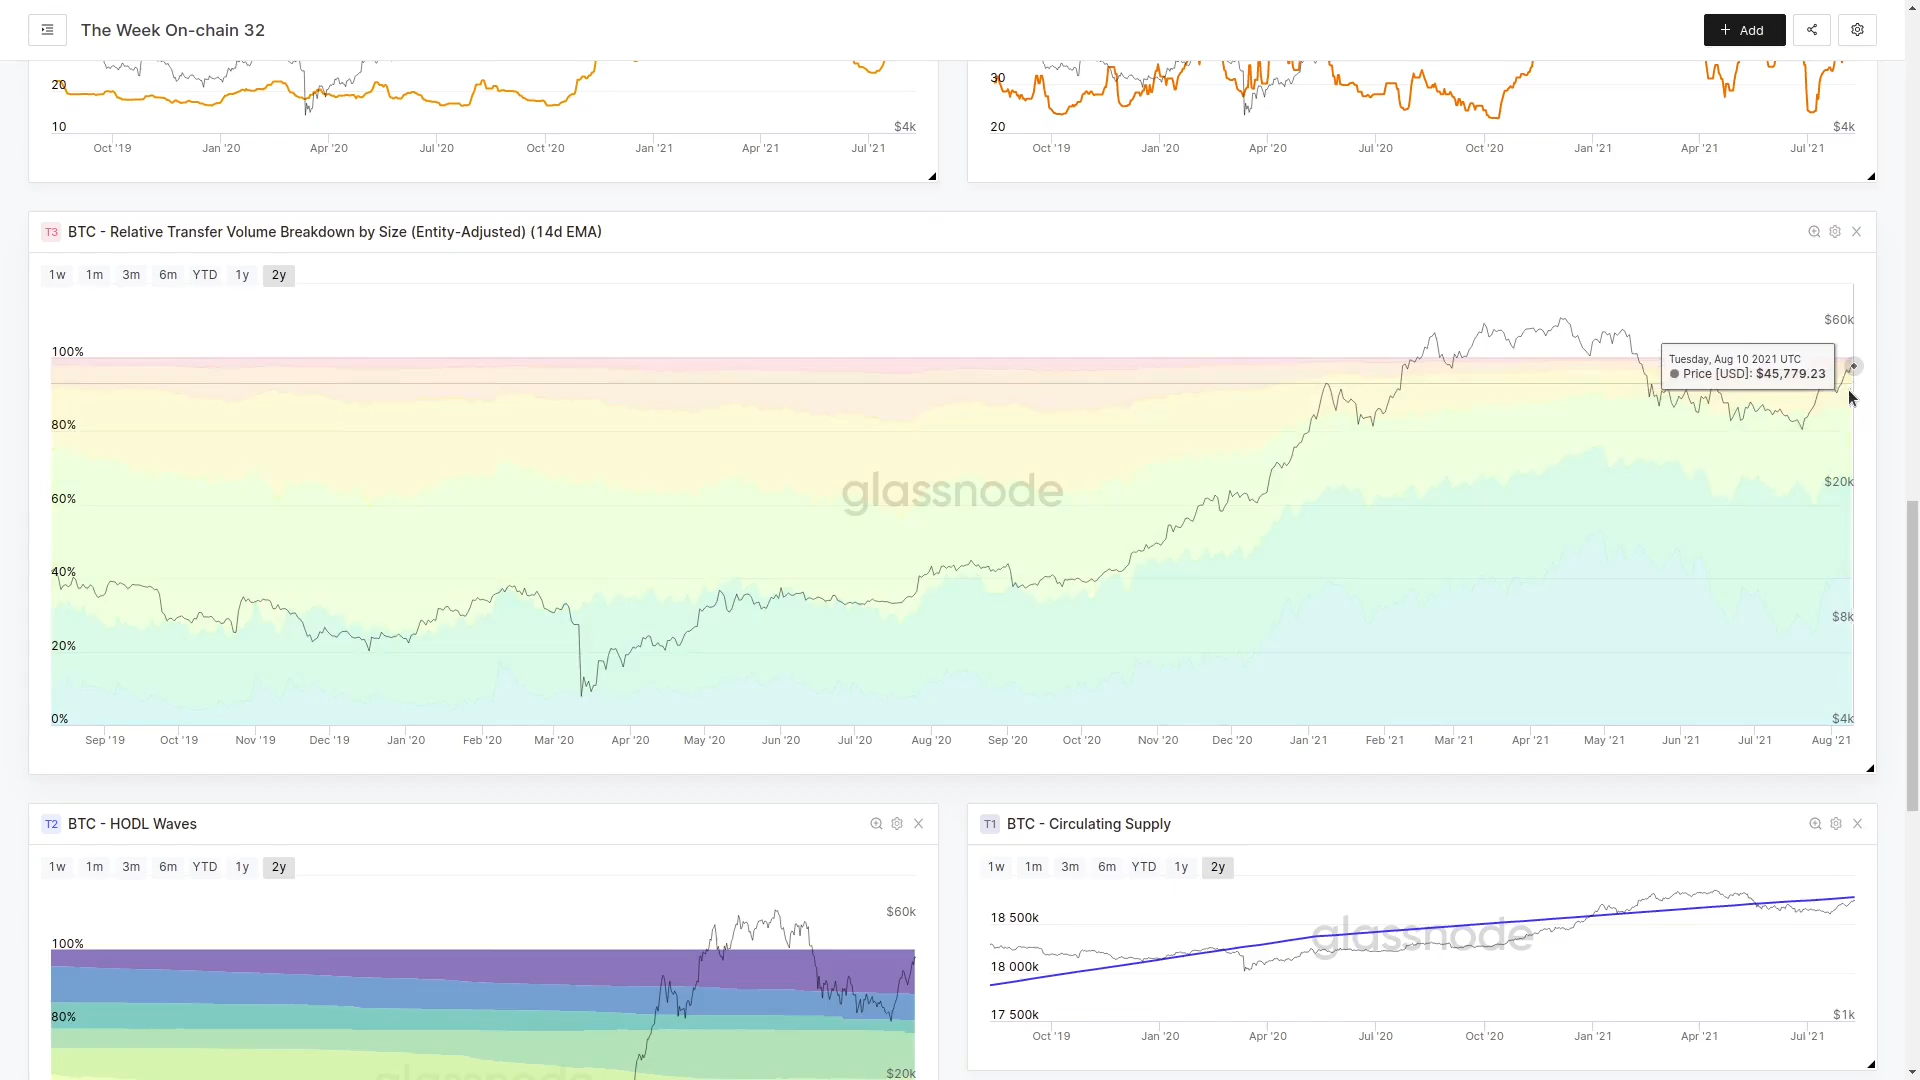 The Week On-chain 32
Add
20
10
$4k
Oct '19 Jan '20 Apr '20 Jul '20 Oct '20 Jan '21 Apr '21 Jul '21
30
20
$4k
Oct '19 Jan '20 Apr '20 Jul '20 Oct '20 Jan '21 Apr '21 Jul '21
T3 BTC - Relative Transfer Volume Breakdown by Size (Entity-Adjusted) (14d EMA)
1w 1m 3m 6m YTD 1y 2y
$60k
100%
Tuesday, Aug 10 2021 UTC
Price [USD]: $45,779.23
80%
glassnode
$20k
60%
40%
$8k
20%
0%
$4k
Sep '19 Oct '19 Nov '19 Dec '19 Jan '20 Feb '20 Mar '20 Apr '20 May '20 Jun '20 Jul '20 Aug '20 Sep '20 Oct '20 Nov '20 Dec '20 Jan '21 Feb '21 Mar '21 Apr '21 May '21 Jun '21 Jul '21 Aug '21
T2 BTC - HODL Waves
1w 1m 3m 6m YTD 1y 2y
$60k
100%
80%
$20k
glassnode
T1 BTC - Circulating Supply
1w 1m 3m 6m YTD 1y 2y
18 500k
glassnode
18 000k
17 500k
$1k
Oct '19 Jan '20 Apr '20 Jul '20 Oct '20 Jan '21 Apr '21 Jul '21